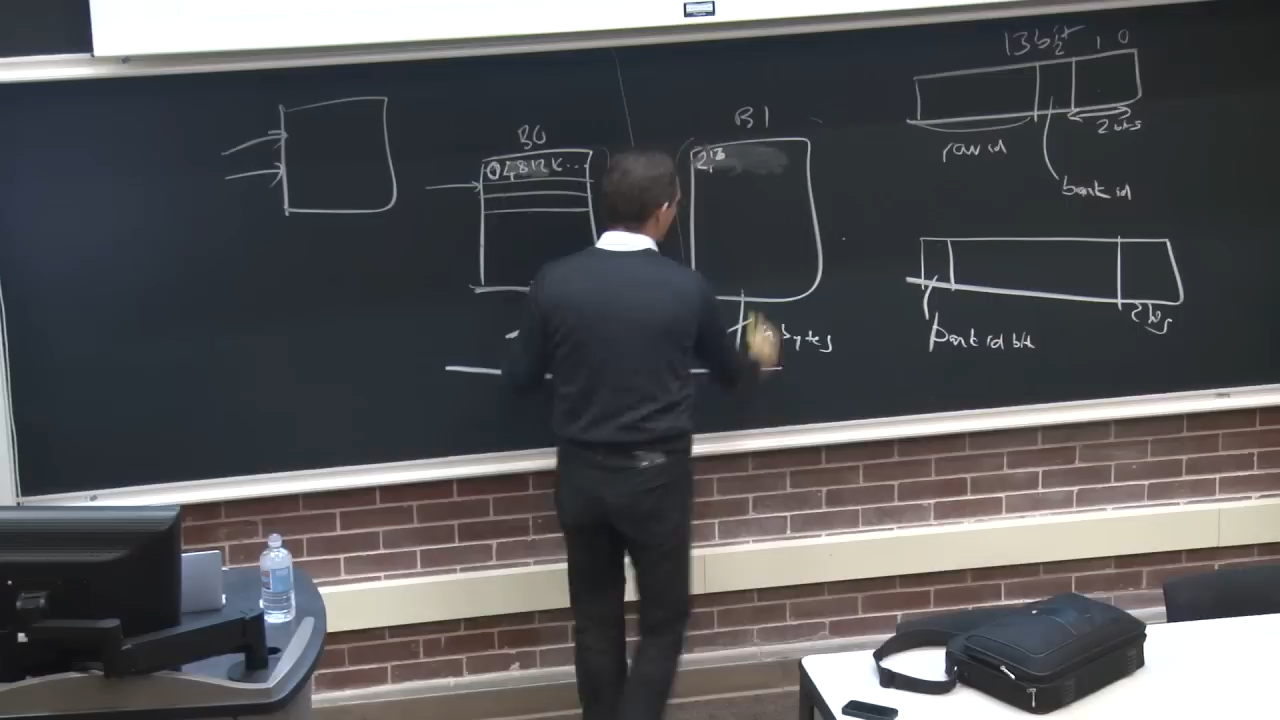 B0
0 4 8 12 K...
B1
bytes
13 bit
1 0
2 bits
row id
bank id
bank id bit
2 bits